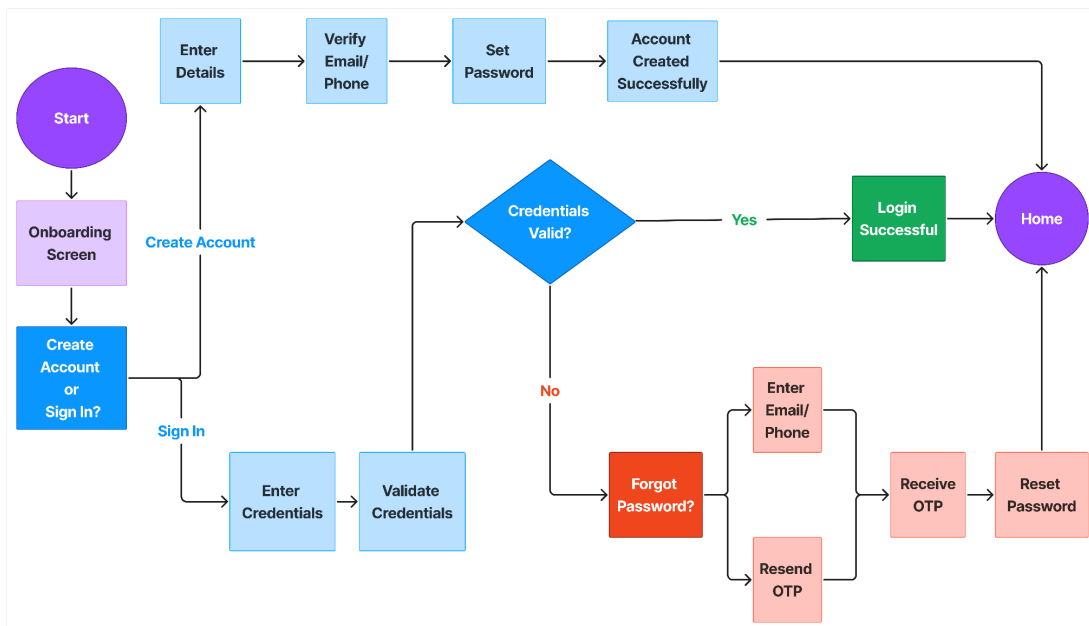 Enter
Details
Verify
Email/
Phone
Set
Password
Account
Created
Successfully
Start
Onboarding
Screen
Create Account
Credentials
Valid?
Yes
Login
Successful
Home
Create
Account
or
Sign In?
Sign In
No
Enter
Email/
Phone
Enter
Credentials
Validate
Credentials
Forgot
Password?
Receive
OTP
Reset
Password
Resend
OTP